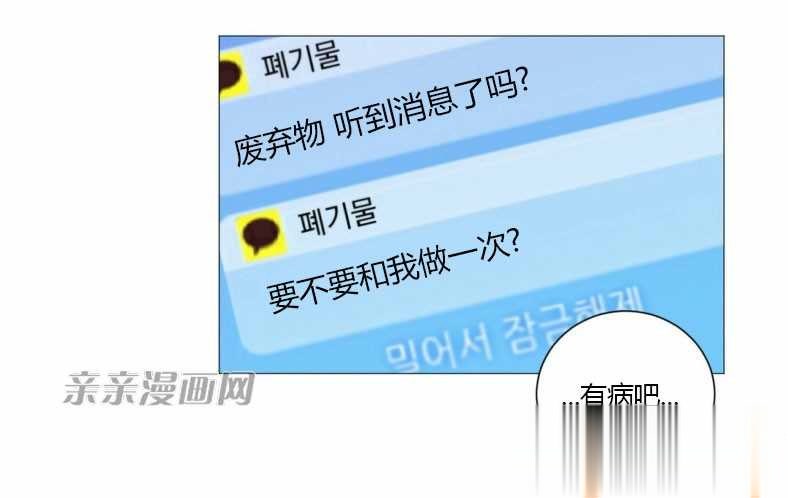 폐기물
废弃物 听到消息了吗?
폐기물
要不要和我做一次?
밀어서 잠금해제
...有病吧...
亲亲漫画网